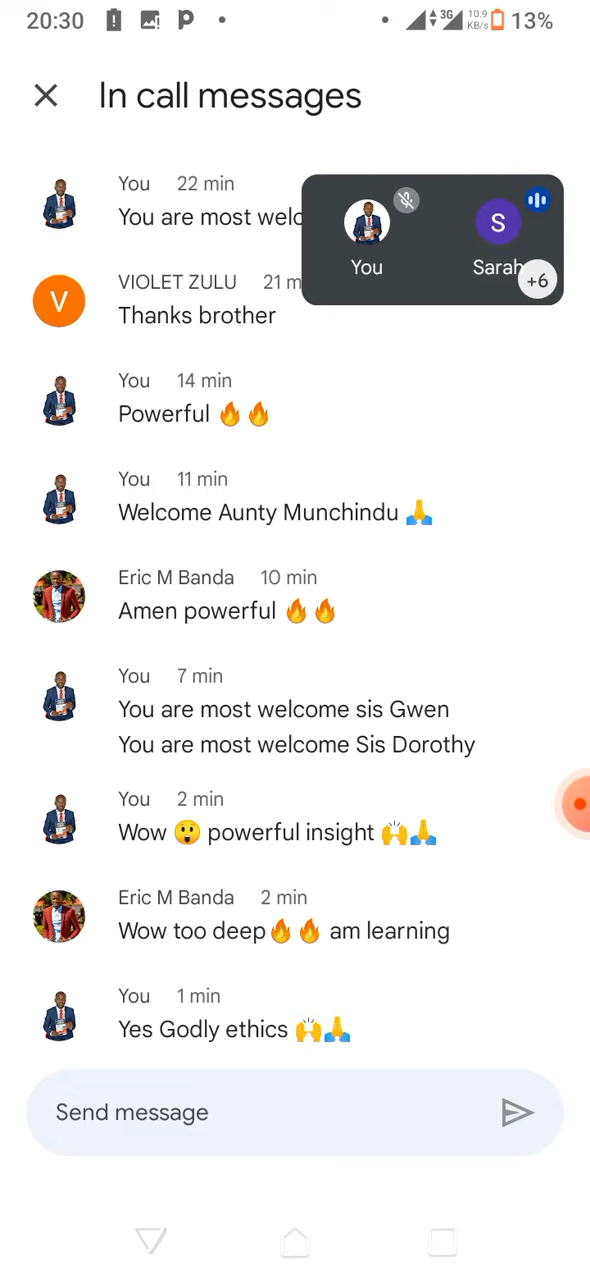 20:30 3G 10.9 KB/s 13%
In call messages
You 22 min
You are most
You
Sarah
+6
V
S
VIOLET ZULU 21
Thanks brother
You 14 min
Powerful 🔥🔥
You 11 min
Welcome Aunty Munchindu 🙏
Eric M Banda 10 min
Amen powerful 🔥🔥
You 7 min
You are most welcome sis Gwen
You are most welcome Sis Dorothy
You 2 min
Wow 😲 powerful insight 🙌🙏
Eric M Banda 2 min
Wow too deep🔥🔥 am learning
You 1 min
Yes Godly ethics 🙌🙏
Send message